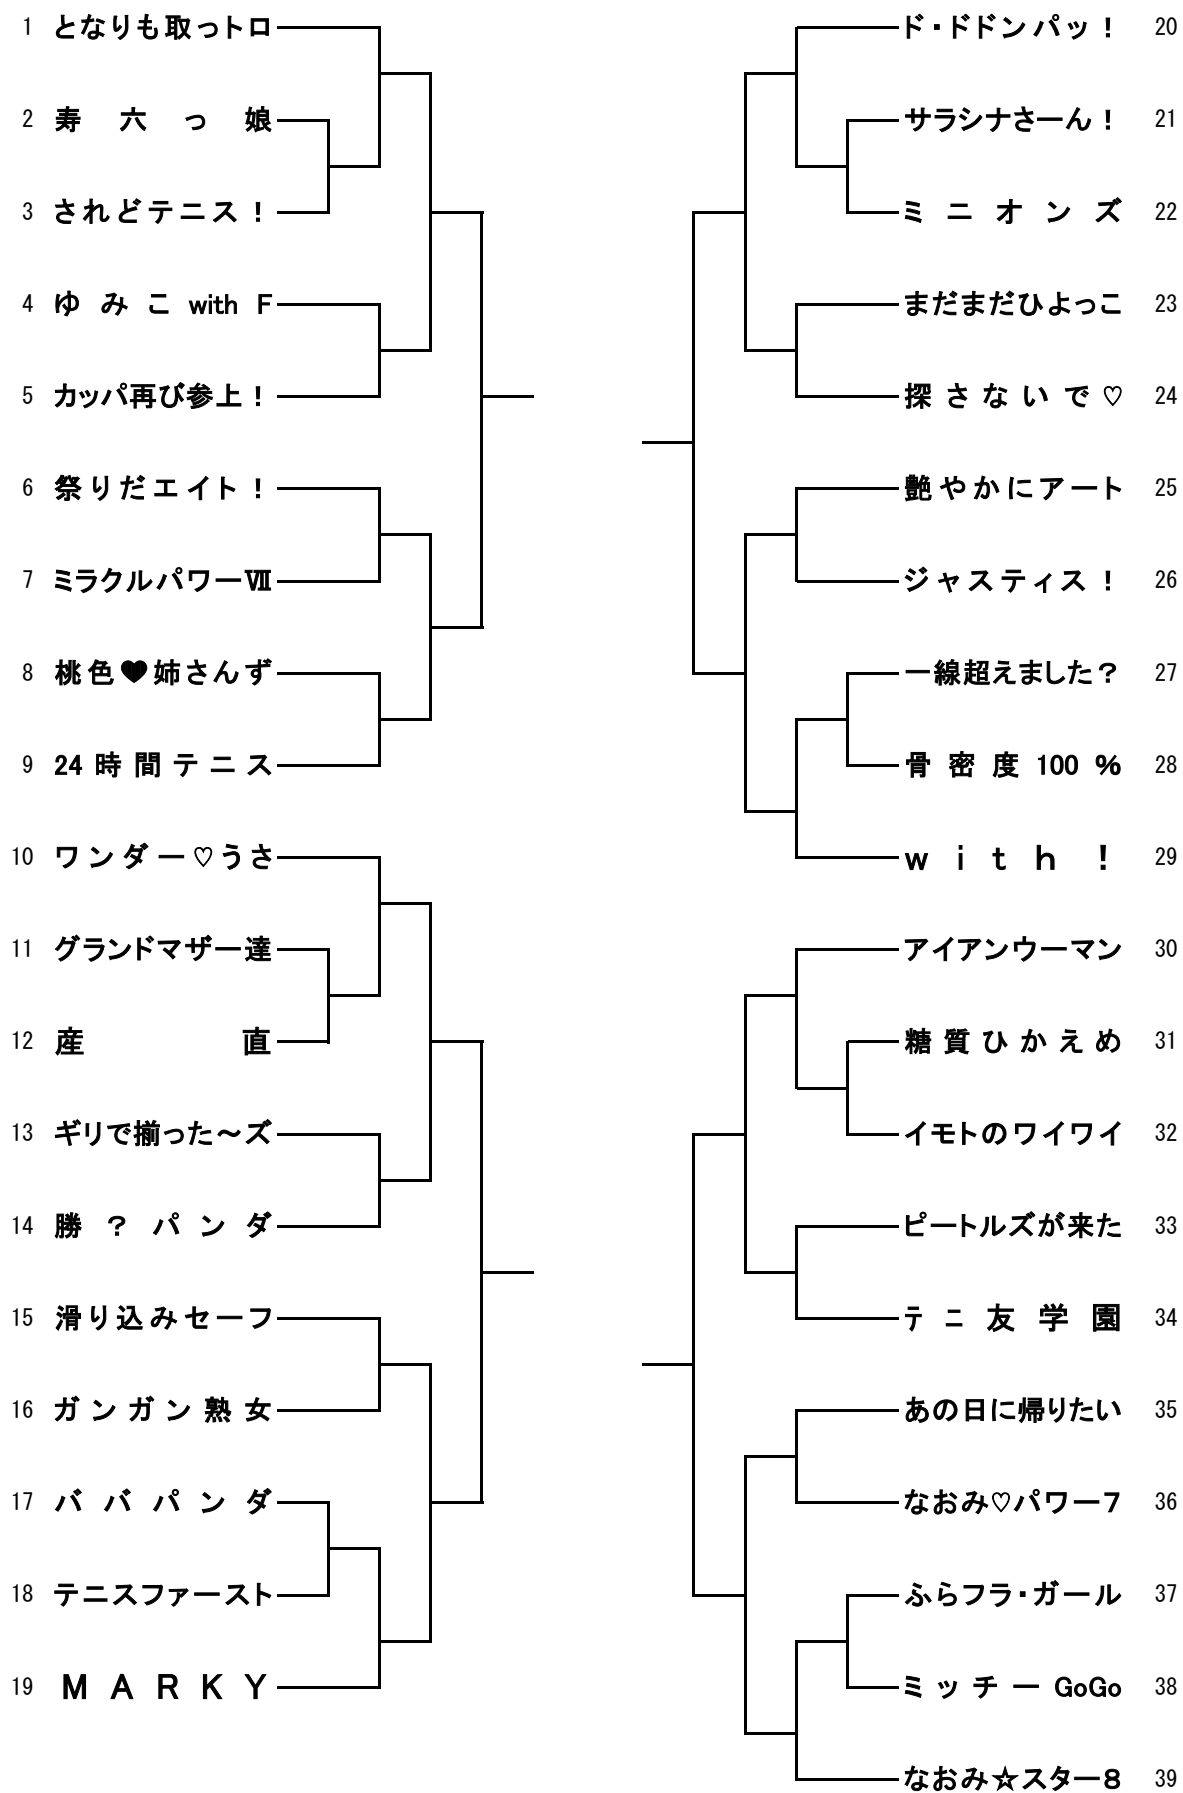 1 となりも取っトロ
2 寿六っ娘
3 されどテニス！
4 ゆみこ with F
5 カッパ再び参上！
6 祭りだエイト！
7 ミラクルパワーⅦ
8 桃色♥姉さんず
9 24時間テニス
10 ワンダー♡うさ
11 グランドマザー達
12 産直
13 ギリで揃った～ズ
14 勝？パンダ
15 滑り込みセーフ
16 ガンガン熟女
17 ババパンダ
18 テニスファースト
19 ＭＡＲＫＹ
ド・ドドンパッ！ 20
サラシナさーん！ 21
ミニオンズ 22
まだまだひよっこ 23
探さないで♡ 24
艶やかにアート 25
ジャスティス！ 26
一線超えました？ 27
骨密度100％ 28
ｗｉｔｈ！ 29
アイアンウーマン 30
糖質ひかえめ 31
イモトのワイワイ 32
ピートルズが来た 33
テニ友学園 34
あの日に帰りたい 35
なおみ♡パワー７ 36
ふらフラ・ガール 37
ミッチーGoGo 38
なおみ☆スター８ 39